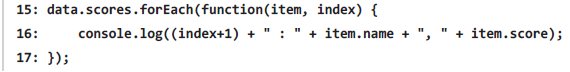 15: data.scores.forEach(function(item, index) {
16:     console.log((index+1) + " : " + item.name + ", " + item.score);
17: });